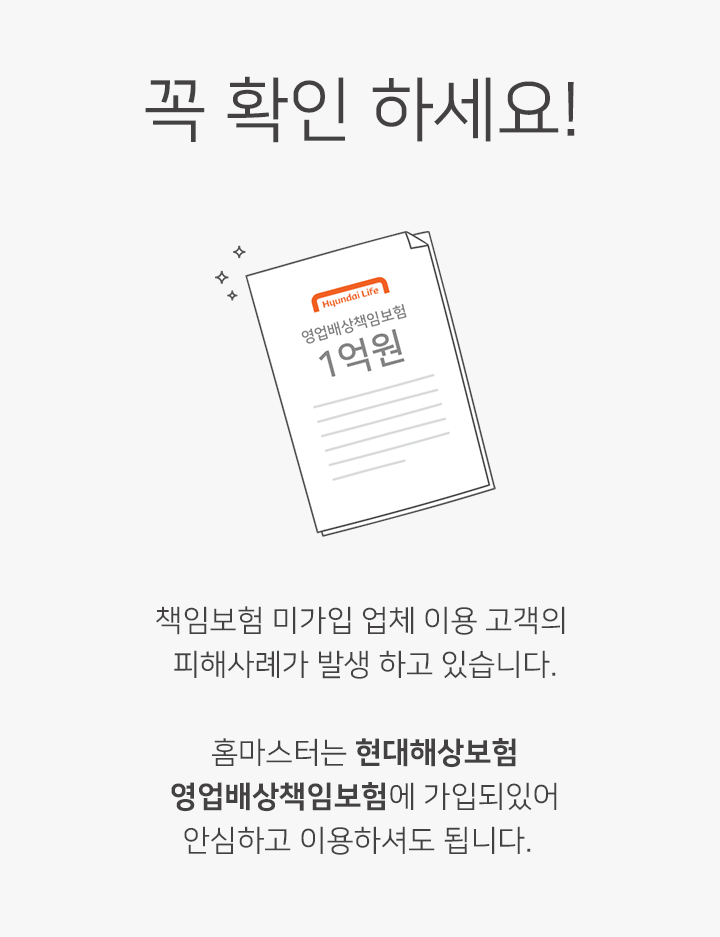 꼭 확인 하세요!
Hyundai Life
영업배상책임보험
1억원
책임보험 미가입 업체 이용 고객의
피해사례가 발생 하고 있습니다.
홈마스터는 현대해상보험
영업배상책임보험에 가입되있어
안심하고 이용하셔도 됩니다.